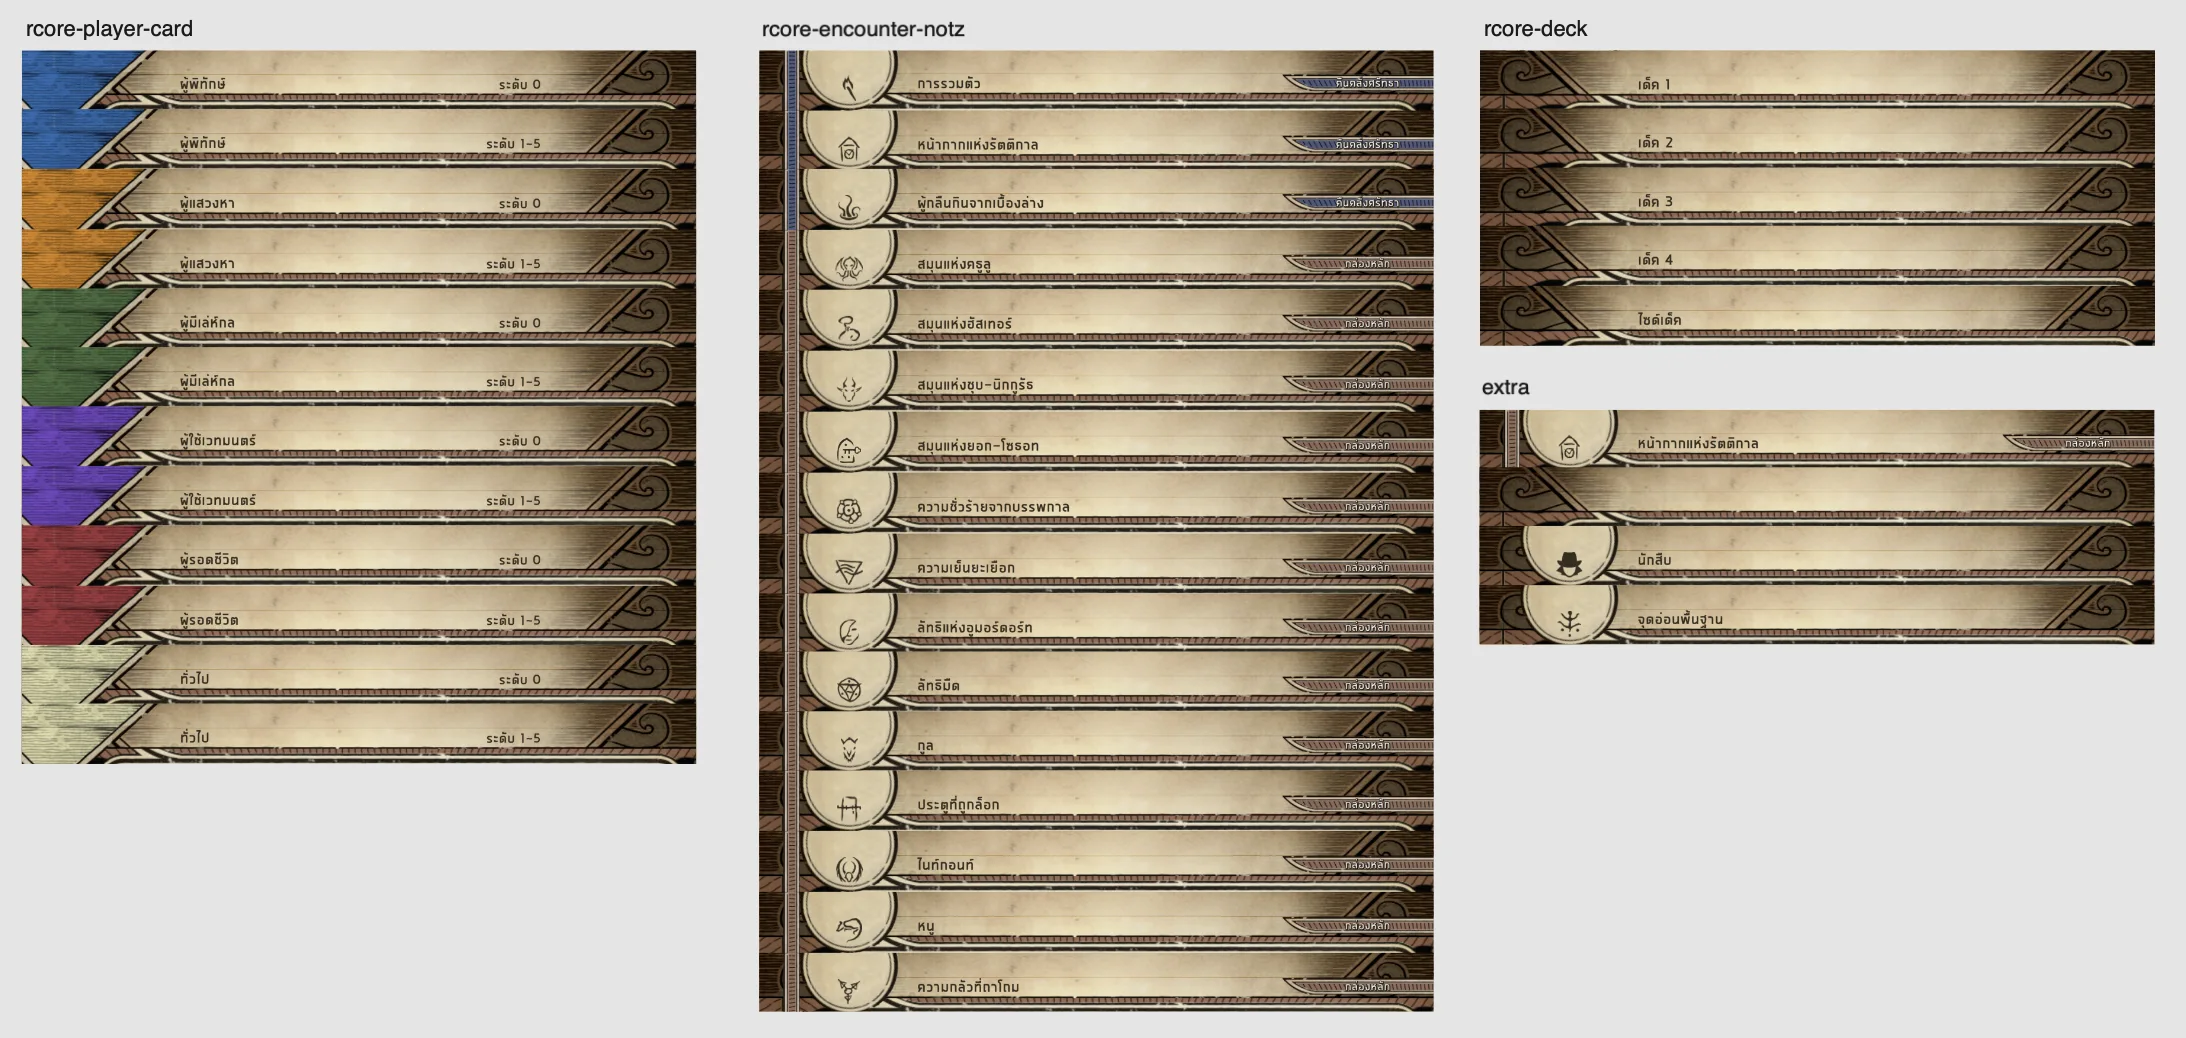 rcore-player-card
ผู้พิทักษ์ ระดับ 0
ผู้พิทักษ์ ระดับ 1-5
ผู้แสวงหา ระดับ 0
ผู้แสวงหา ระดับ 1-5
ผู้มีเล่ห์กล ระดับ 0
ผู้มีเล่ห์กล ระดับ 1-5
ผู้ใช้เวทมนตร์ ระดับ 0
ผู้ใช้เวทมนตร์ ระดับ 1-5
ผู้รอดชีวิต ระดับ 0
ผู้รอดชีวิต ระดับ 1-5
ทั่วไป ระดับ 0
ทั่วไป ระดับ 1-5
rcore-encounter-notz
การรวมตัว คืนคลั่งศรัทธา
หน้ากากแห่งรัตติกาล คืนคลั่งศรัทธา
ผู้กลืนกินจากเบื้องล่าง คืนคลั่งศรัทธา
สมุนแห่งคธูลู กล่องหลัก
สมุนแห่งฮัสเทอร์ กล่องหลัก
สมุนแห่งชุบ-นิกกูรัธ กล่องหลัก
สมุนแห่งยอก-โซธอท กล่องหลัก
ความชั่วร้ายจากบรรพกาล กล่องหลัก
ความเย็นยะเยือก กล่องหลัก
ลัทธิแห่งอูมอร์ดอร์ท กล่องหลัก
ลัทธิมืด กล่องหลัก
กูล กล่องหลัก
ประตูที่ถูกล็อก กล่องหลัก
ไนท์กอนท์ กล่องหลัก
หนู กล่องหลัก
ความกลัวที่ถาโถม กล่องหลัก
rcore-deck
เด็ค 1
เด็ค 2
เด็ค 3
เด็ค 4
ไซด์เด็ค
extra
หน้ากากแห่งรัตติกาล กล่องหลัก
นักสืบ
จุดอ่อนพื้นฐาน